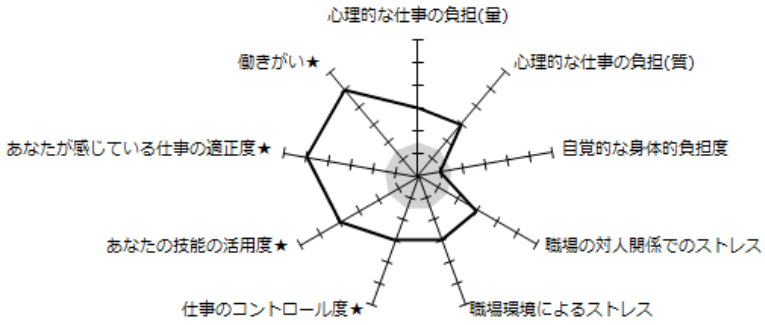 心理的な仕事の負担(量)
働きがい★
心理的な仕事の負担(質)
あなたが感じている仕事の適正度★
自覚的な身体的負担度
あなたの技能の活用度★
職場の対人関係でのストレス
仕事のコントロール度★
職場環境によるストレス